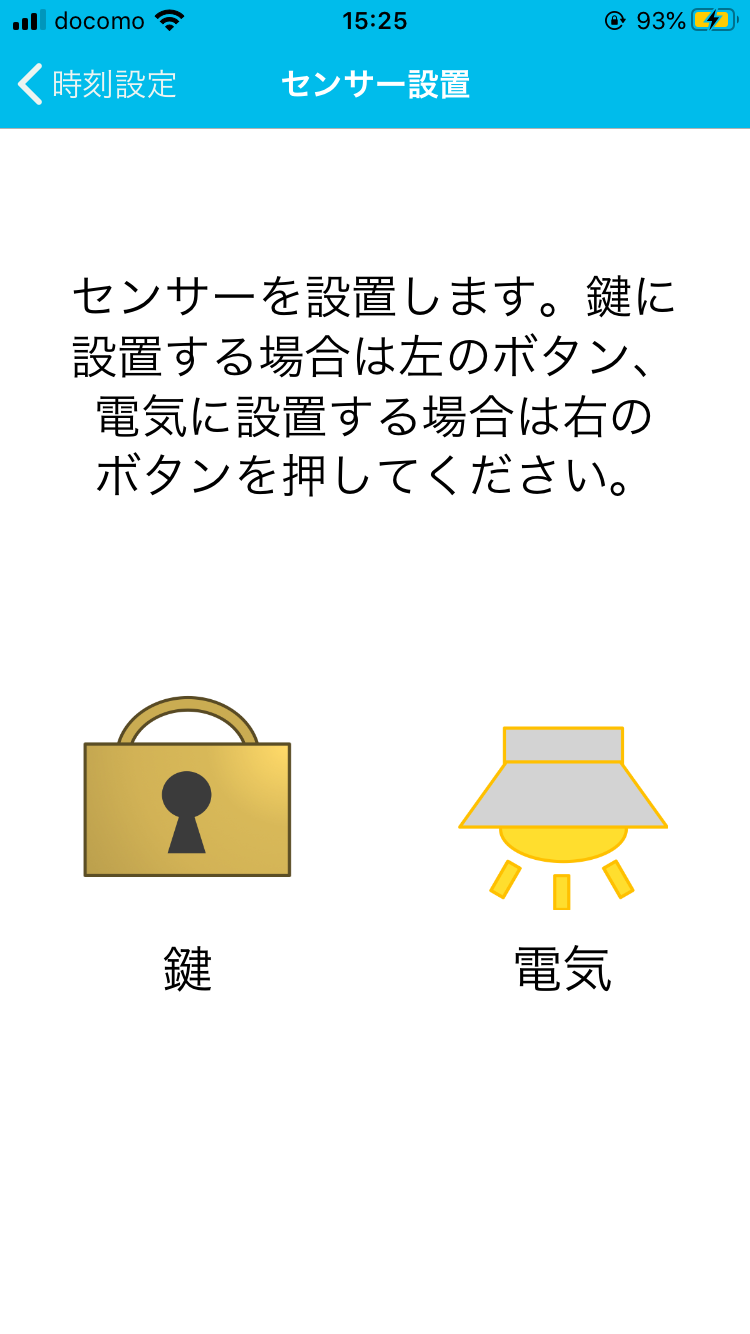 docomo 15:25 93%
時刻設定 センサー設置
センサーを設置します。鍵に
設置する場合は左のボタン、
電気に設置する場合は右の
ボタンを押してください。
鍵 電気